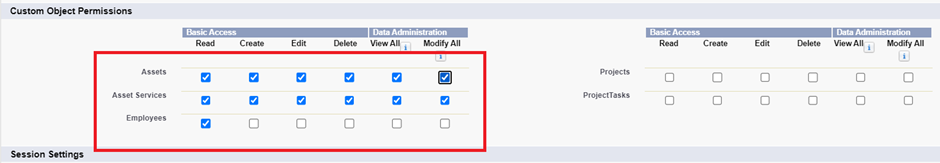 Custom Object Permissions
Basic Access Data Administration Basic Access Data Administration
Read Create Edit Delete View All i Modify All i Read Create Edit Delete View All i Modify All i
Assets Projects
Asset Services ProjectTasks
Employees
Session Settings